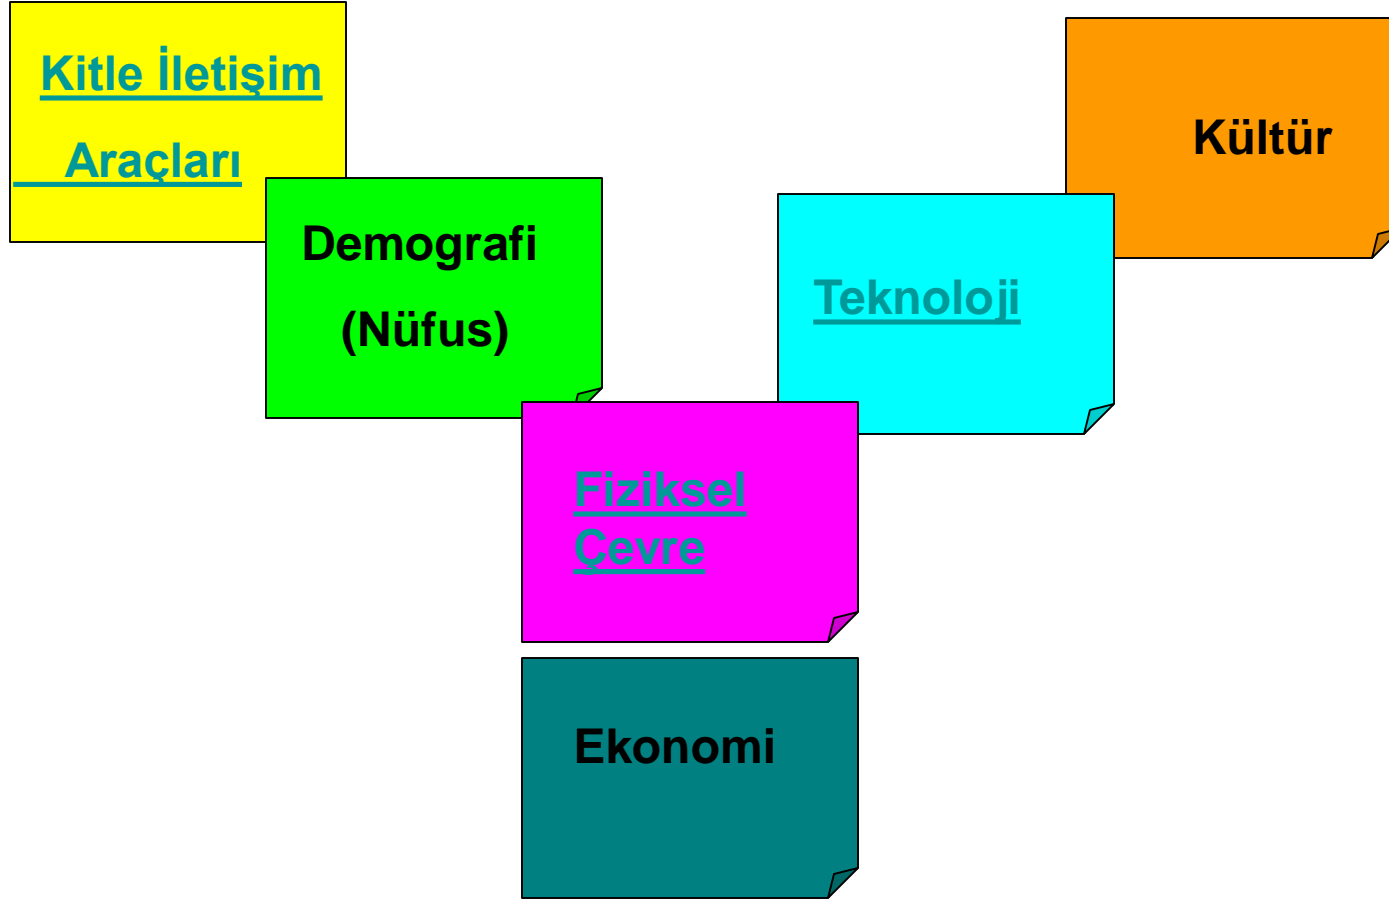 Kitle İletişim
Araçları
Kültür
Demografi
(Nüfus)
Teknoloji
Fiziksel
Çevre
Ekonomi